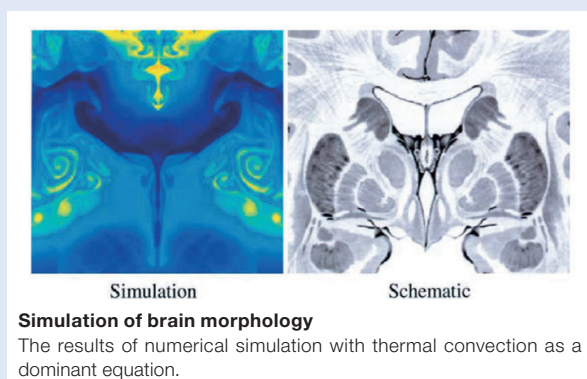 Simulation
Schematic
Simulation of brain morphology
The results of numerical simulation with thermal convection as a
dominant equation.